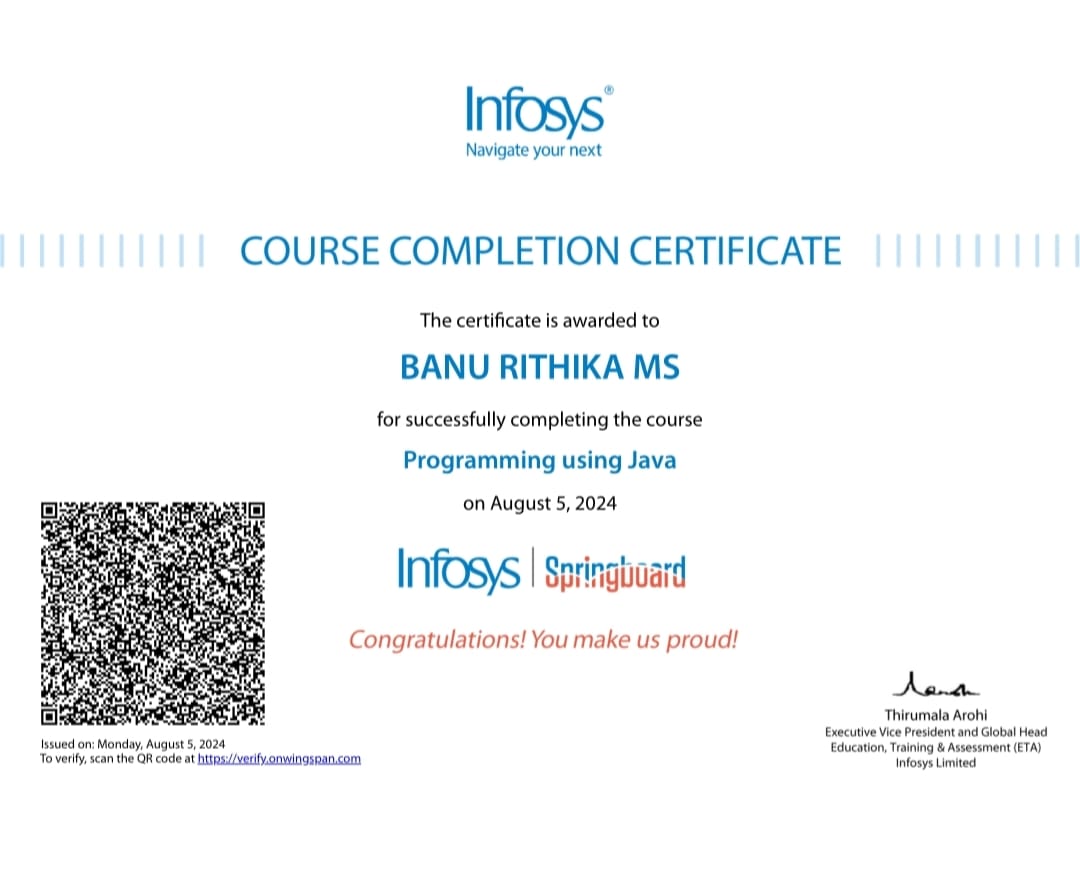 Infosys®
Navigate your next
COURSE COMPLETION CERTIFICATE
The certificate is awarded to
BANU RITHIKA MS
for successfully completing the course
Programming using Java
on August 5, 2024
Infosys | Springboard
Congratulations! You make us proud!
Issued on: Monday, August 5, 2024
To verify, scan the QR code at https://verify.onwingspan.com
Thirumala Arohi
Executive Vice President and Global Head
Education, Training & Assessment (ETA)
Infosys Limited